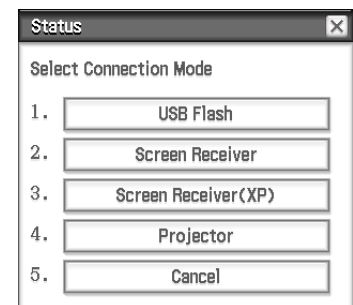 Status
Select Connection Mode
1. USB Flash
2. Screen Receiver
3. Screen Receiver(XP)
4. Projector
5. Cancel